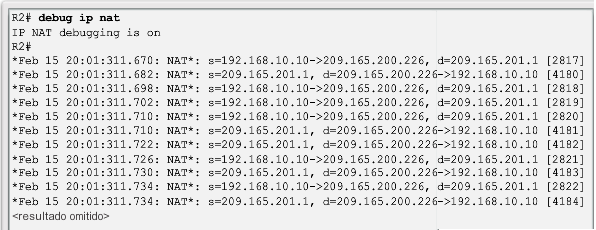 R2# debug ip nat
IP NAT debugging is on
R2#
*Feb 15 20:01:311.670: NAT*: s=192.168.10.10->209.165.200.226, d=209.165.201.1 [2817]
*Feb 15 20:01:311.682: NAT*: s=209.165.201.1, d=209.165.200.226->192.168.10.10 [4180]
*Feb 15 20:01:311.698: NAT*: s=192.168.10.10->209.165.200.226, d=209.165.201.1 [2818]
*Feb 15 20:01:311.702: NAT*: s=192.168.10.10->209.165.200.226, d=209.165.201.1 [2819]
*Feb 15 20:01:311.710: NAT*: s=192.168.10.10->209.165.200.226, d=209.165.201.1 [2820]
*Feb 15 20:01:311.710: NAT*: s=209.165.201.1, d=209.165.200.226->192.168.10.10 [4181]
*Feb 15 20:01:311.722: NAT*: s=209.165.201.1, d=209.165.200.226->192.168.10.10 [4182]
*Feb 15 20:01:311.726: NAT*: s=192.168.10.10->209.165.200.226, d=209.165.201.1 [2821]
*Feb 15 20:01:311.730: NAT*: s=209.165.201.1, d=209.165.200.226->192.168.10.10 [4183]
*Feb 15 20:01:311.734: NAT*: s=192.168.10.10->209.165.200.226, d=209.165.201.1 [2822]
*Feb 15 20:01:311.734: NAT*: s=209.165.201.1, d=209.165.200.226->192.168.10.10 [4184]
<resultado omitido>